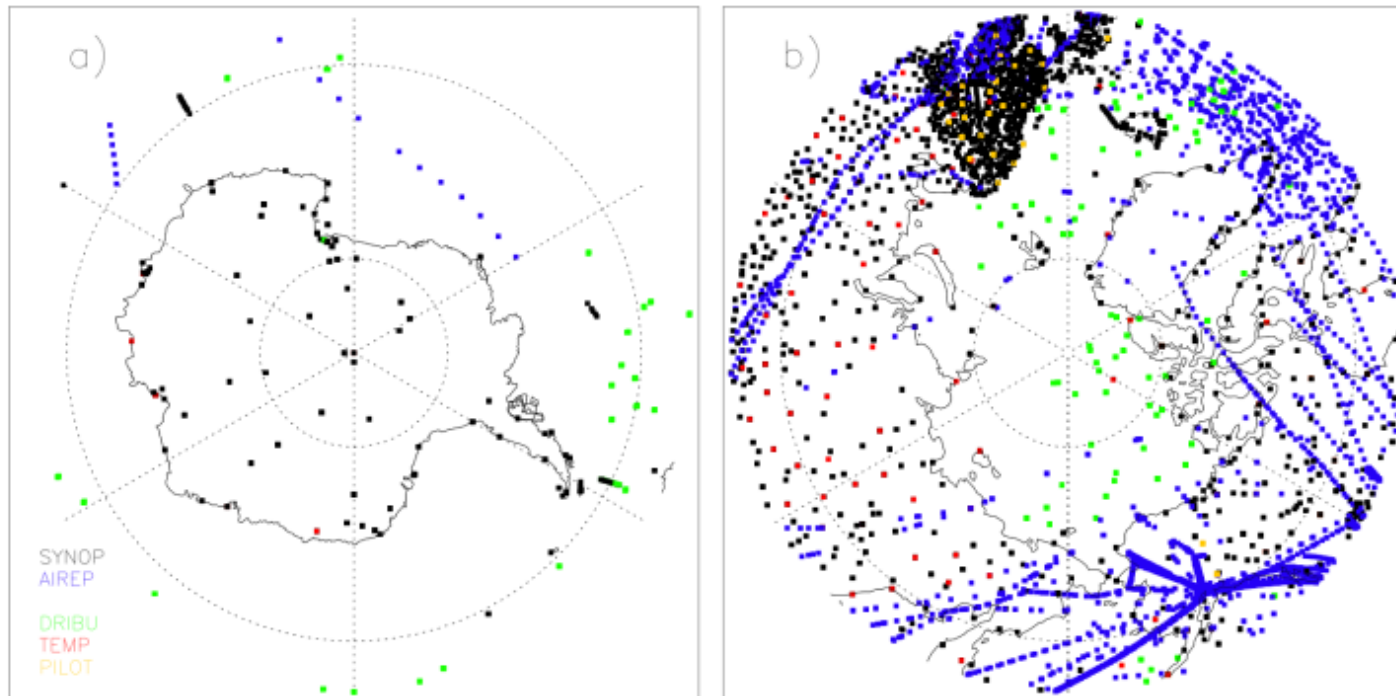 a)
SYNOP
AIREP
DRIBU
TEMP
PILOT
b)